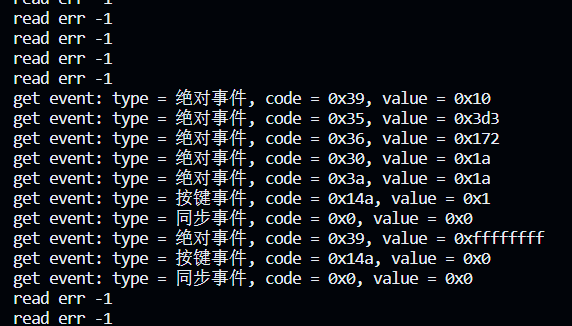 read err -1
read err -1
read err -1
read err -1
get event: type = 绝对事件, code = 0x39, value = 0x10
get event: type = 绝对事件, code = 0x35, value = 0x3d3
get event: type = 绝对事件, code = 0x36, value = 0x172
get event: type = 绝对事件, code = 0x30, value = 0x1a
get event: type = 绝对事件, code = 0x3a, value = 0x1a
get event: type = 按键事件, code = 0x14a, value = 0x1
get event: type = 同步事件, code = 0x0, value = 0x0
get event: type = 绝对事件, code = 0x39, value = 0xffffffff
get event: type = 按键事件, code = 0x14a, value = 0x0
get event: type = 同步事件, code = 0x0, value = 0x0
read err -1
read err -1